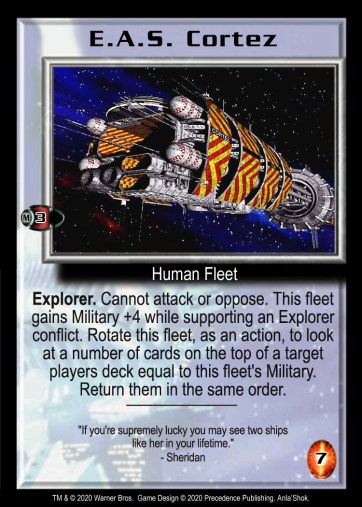 E.A.S. Cortez
M 3
Human Fleet
Explorer. Cannot attack or oppose. This fleet
gains Military +4 while supporting an Explorer
conflict. Rotate this fleet, as an action, to look
at a number of cards on the top of a target
players deck equal to this fleet's Military.
Return them in the same order.
"If you're supremely lucky you may see two ships
like her in your lifetime."
- Sheridan
7
TM & © 2020 Warner Bros. Game Design © 2020 Precedence Publishing. Anla'Shok.